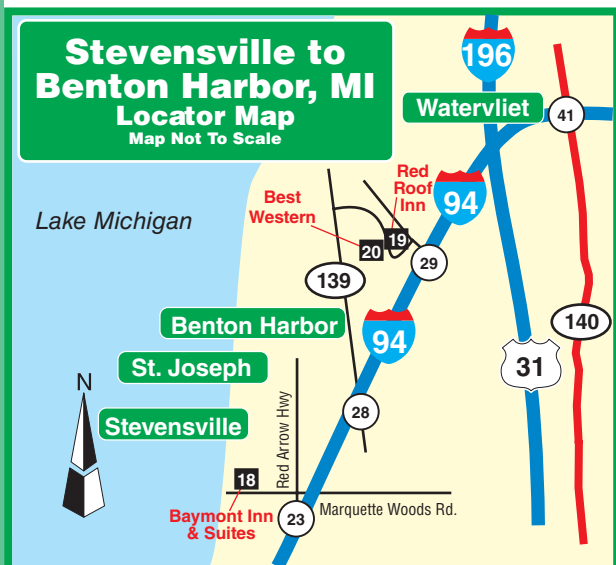 Stevensville to
Benton Harbor, MI
Locator Map
Map Not To Scale
196
Watervliet
41
Red
Roof
Inn
94
Best
Western
Lake Michigan
19
20
29
139
140
Benton Harbor
94
31
St. Joseph
N
Red Arrow Hwy
28
Stevensville
18
Marquette Woods Rd.
Baymont Inn
& Suites
23